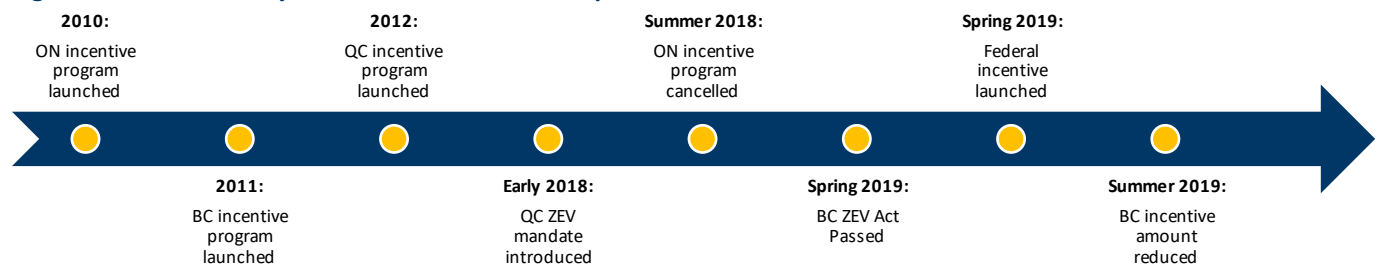 2010:
ON incentive
program
launched
2012:
QC incentive
program
launched
Summer 2018:
ON incentive
program
cancelled
Spring 2019:
Federal
incentive
launched
2011:
BC incentive
program
launched
Early 2018:
QC ZEV
mandate
introduced
Spring 2019:
BC ZEV Act
Passed
Summer 2019:
BC incentive
amount
reduced